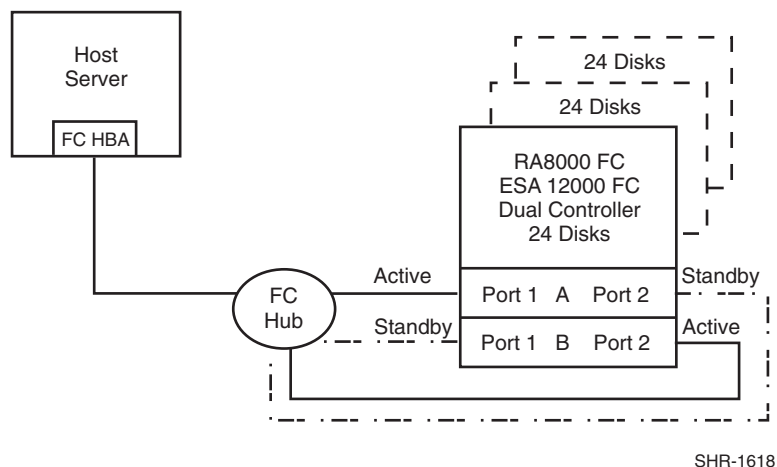 Host
Server
FC HBA
24 Disks
24 Disks
RA8000 FC
ESA 12000 FC
Dual Controller
24 Disks
Active
Standby
FC
Hub
Port 1 A Port 2
Standby
Active
Port 1 B Port 2
SHR-1618